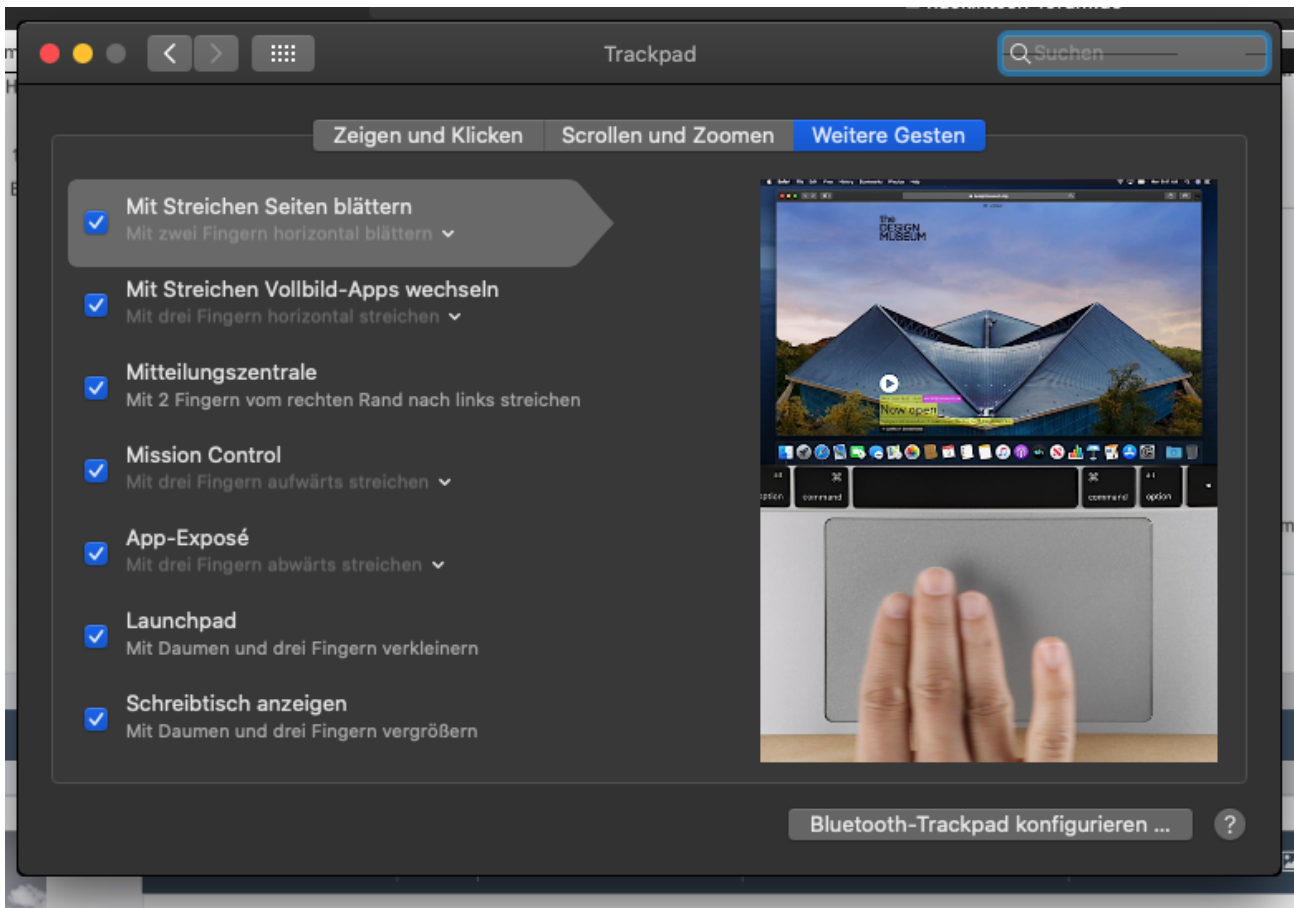 Trackpad
Suchen
Zeigen und Klicken
Scrollen und Zoomen
Weitere Gesten
Mit Streichen Seiten blättern
Mit zwei Fingern horizontal blättern
Mit Streichen Vollbild-Apps wechseln
Mit drei Fingern horizontal streichen
Mitteilungszentrale
Mit 2 Fingern vom rechten Rand nach links streichen
Mission Control
Mit drei Fingern aufwärts streichen
App-Exposé
Mit drei Fingern abwärts streichen
Launchpad
Mit Daumen und drei Fingern verkleinern
Schreibtisch anzeigen
Mit Daumen und drei Fingern vergrößern
the
DESIGN
MUSEUM
Now open
⌘ ⌘ alt
option command command option
Bluetooth-Trackpad konfigurieren ...
?